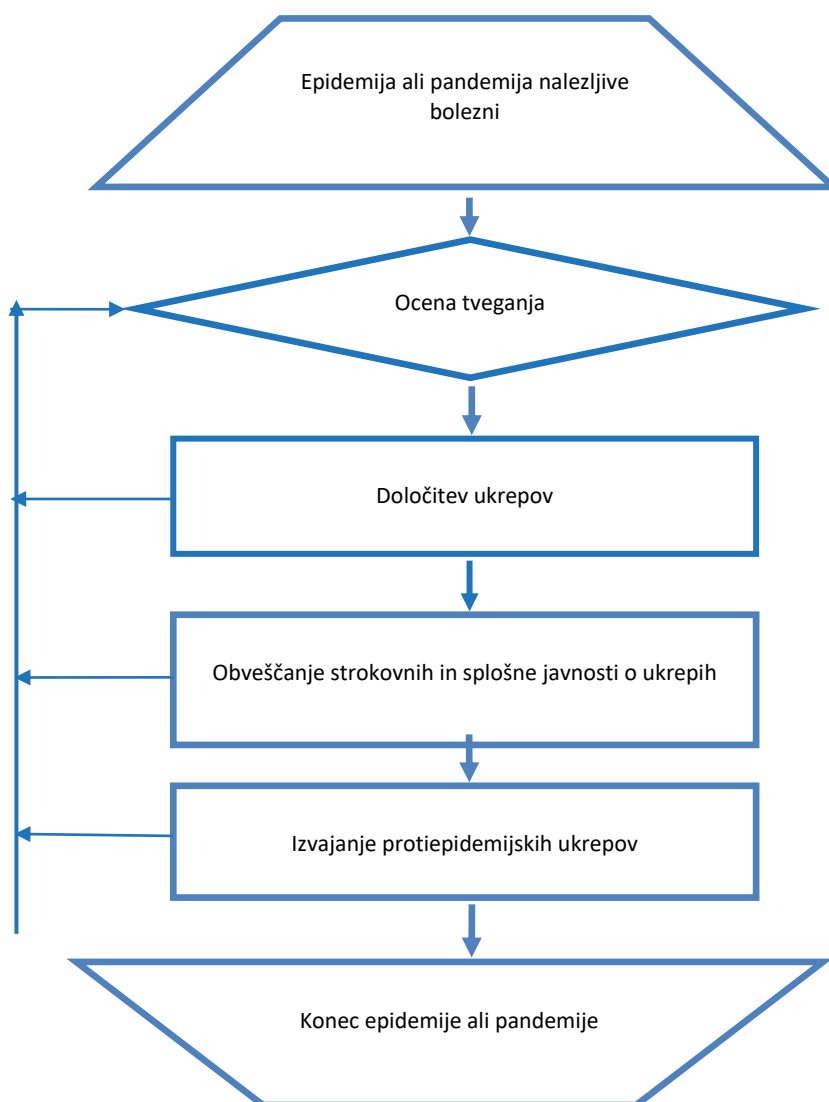 Epidemija ali pandemija nalezljive
bolezni
Ocena tveganja
Določitev ukrepov
Obveščanje strokovnih in splošne javnosti o ukrepih
Izvajanje protiepidemijskih ukrepov
Konec epidemije ali pandemije